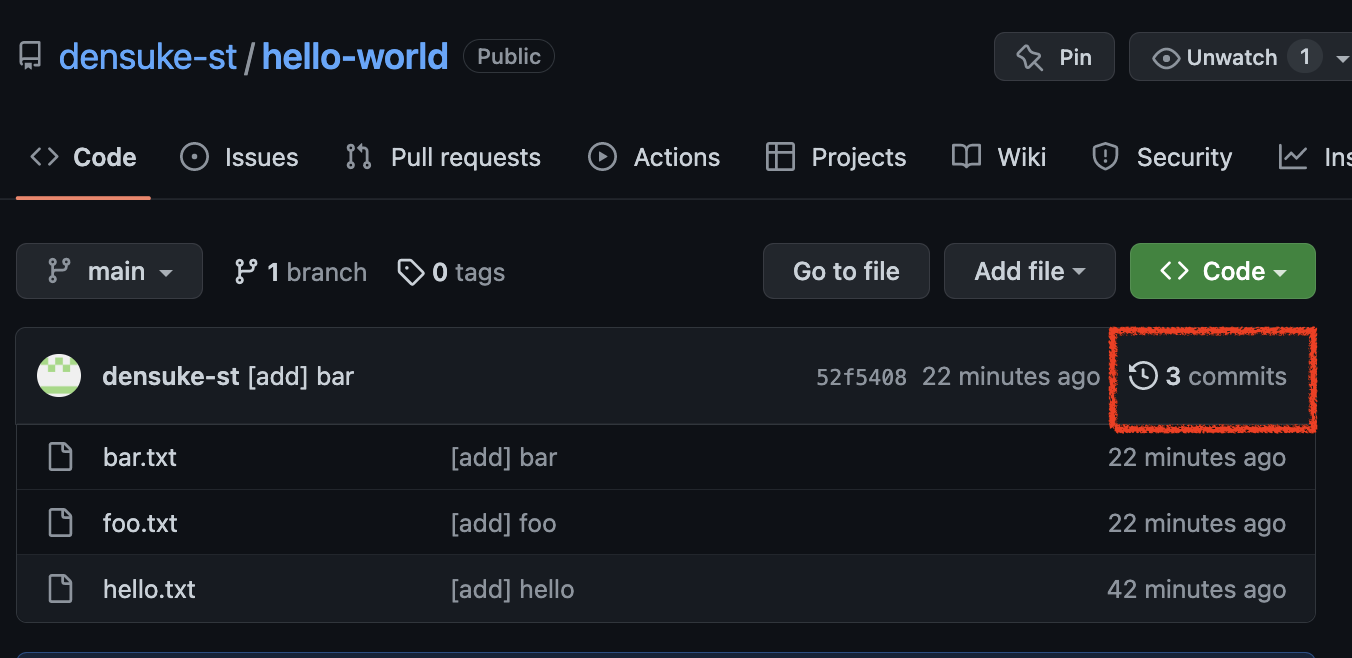 densuke-st / hello-world Public Pin Unwatch 1
Code Issues Pull requests Actions Projects Wiki Security
main 1 branch 0 tags Go to file Add file Code
densuke-st [add] bar 52f5408 22 minutes ago 3 commits
bar.txt [add] bar 22 minutes ago
foo.txt [add] foo 22 minutes ago
hello.txt [add] hello 42 minutes ago